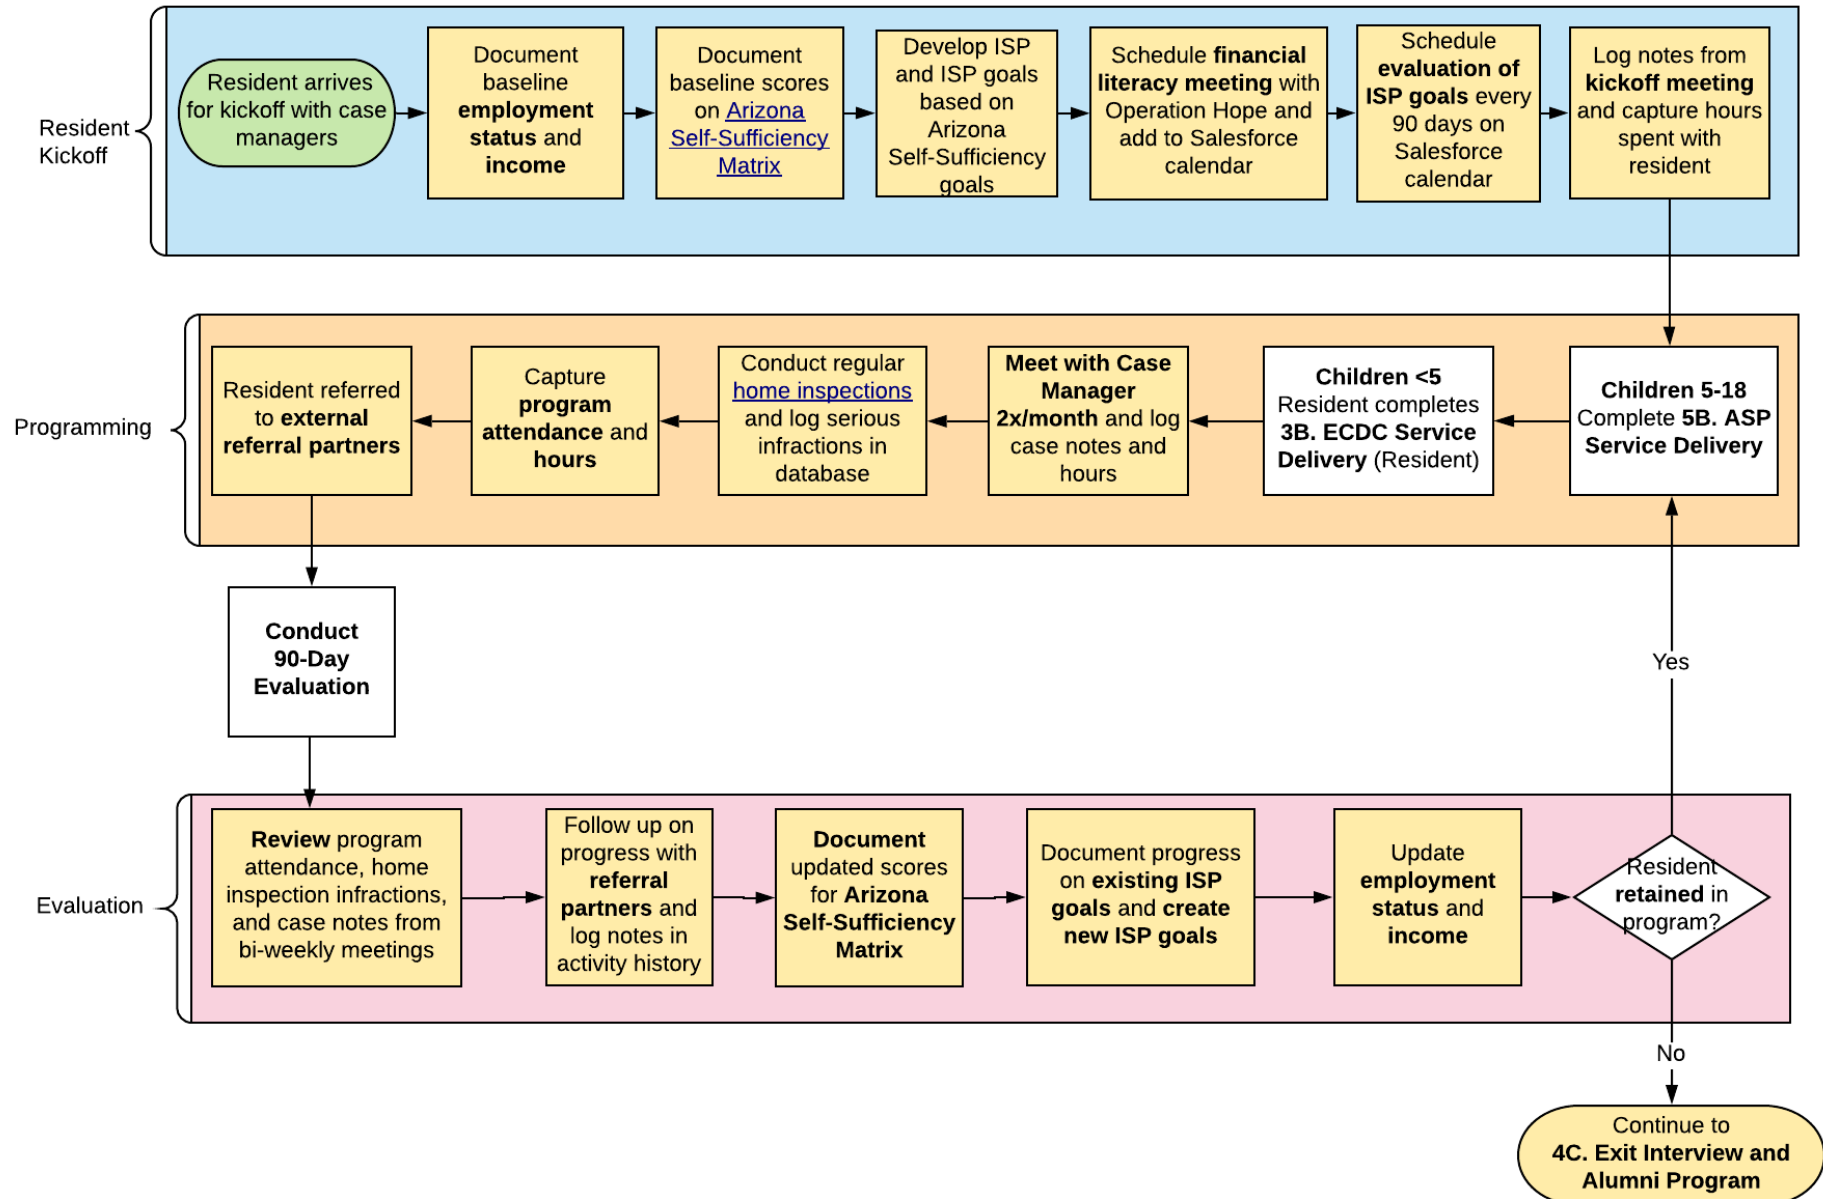 Resident
Kickoff
Resident arrives
for kickoff with case
managers
Document
baseline
employment
status and
income
Document
baseline scores
on Arizona
Self-Sufficiency
Matrix
Develop ISP
and ISP goals
based on
Arizona
Self-Sufficiency
goals
Schedule financial
literacy meeting with
Operation Hope and
add to Salesforce
calendar
Schedule
evaluation of
ISP goals every
90 days on
Salesforce
calendar
Log notes from
kickoff meeting
and capture hours
spent with
resident
Programming
Resident referred
to external
referral partners
Capture
program
attendance and
hours
Conduct regular
home inspections
and log serious
infractions in
database
Meet with Case
Manager
2x/month and log
case notes and
hours
Children <5
Resident completes
3B. ECDC Service
Delivery (Resident)
Children 5-18
Complete 5B. ASP
Service Delivery
Conduct
90-Day
Evaluation
Yes
Evaluation
Review program
attendance, home
inspection infractions,
and case notes from
bi-weekly meetings
Follow up on
progress with
referral
partners and
log notes in
activity history
Document
updated scores
for Arizona
Self-Sufficiency
Matrix
Document progress
on existing ISP
goals and create
new ISP goals
Update
employment
status and
income
Resident
retained in
program?
No
Continue to
4C. Exit Interview and
Alumni Program